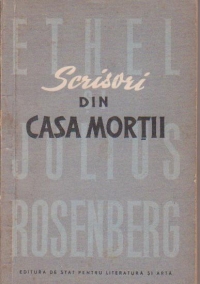 ETHEL
Scrisori
DIN
CASA MORȚII
JULIUS
ROSENBERG
EDITURA DE STAT PENTRU LITERATURĂ ȘI ARTĂ